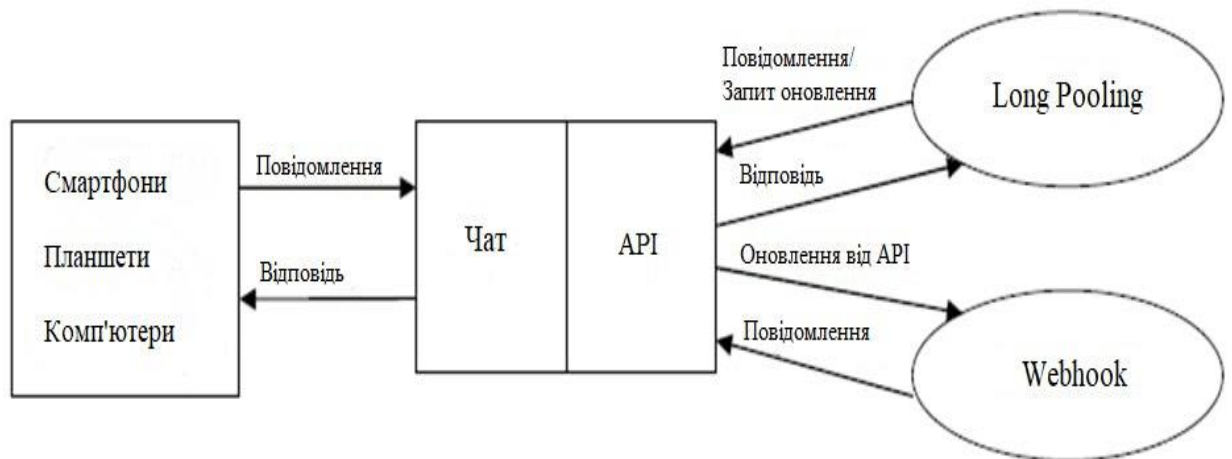 Смартфони
Планшети
Комп'ютери
Повідомлення
Відповідь
Чат
API
Повідомлення/
Запит оновлення
Відповідь
Оновлення від API
Повідомлення
Long Pooling
Webhook